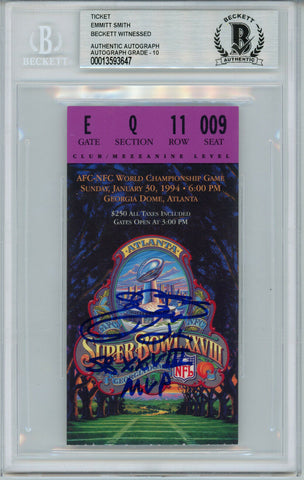 TICKET
EMMITT SMITH
BECKETT WITNESSED
AUTHENTIC AUTOGRAPH
AUTOGRAPH GRADE - 10
00013593647
BECKETT
BECKETT
AUTHENTIC
E Q 11 009
GATE SECTION ROW SEAT
CLUB/MEZZANINE LEVEL
AFC-NFC WORLD CHAMPIONSHIP GAME
SUNDAY, JANUARY 30, 1994 • 6:00 PM
GEORGIA DOME, ATLANTA
$250 ALL TAXES INCLUDED
GATES OPEN AT 3:00 PM
ATLANTA
SUPER BOWL XXVIII
SB XXVIII
NFL
MVP